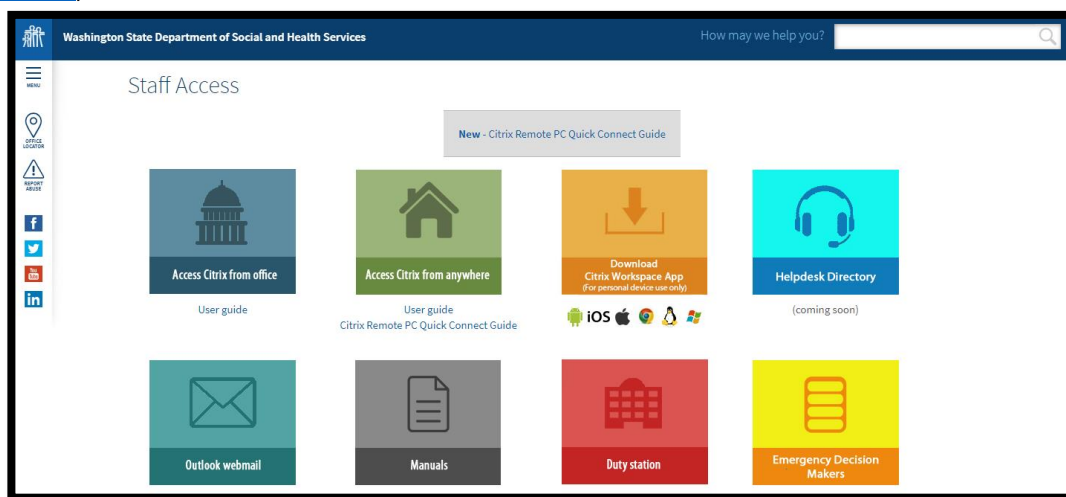 Washington State Department of Social and Health Services
How may we help you?
MENU
Staff Access
OFFICE
LOCATOR
New - Citrix Remote PC Quick Connect Guide
REPORT
ABUSE
f
You
Tube
in
Access Citrix from office
Access Citrix from anywhere
Download
Citrix Workspace App
(For personal device use only)
Helpdesk Directory
User guide
User guide
Citrix Remote PC Quick Connect Guide
iOS
(coming soon)
Outlook webmail
Manuals
Duty station
Emergency Decision
Makers